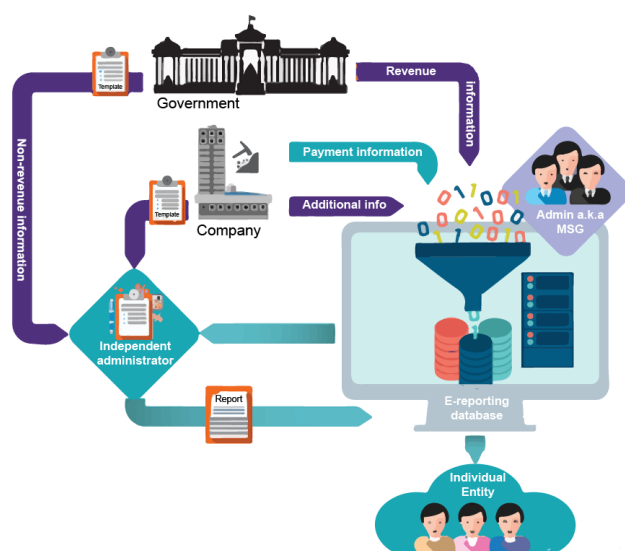 Template
Government
Revenue
information
Non-revenue information
Payment information
Template
Additional info
Company
Admin a.k.a
MSG
Independent
administrator
Report
E-reporting
database
Individual
Entity